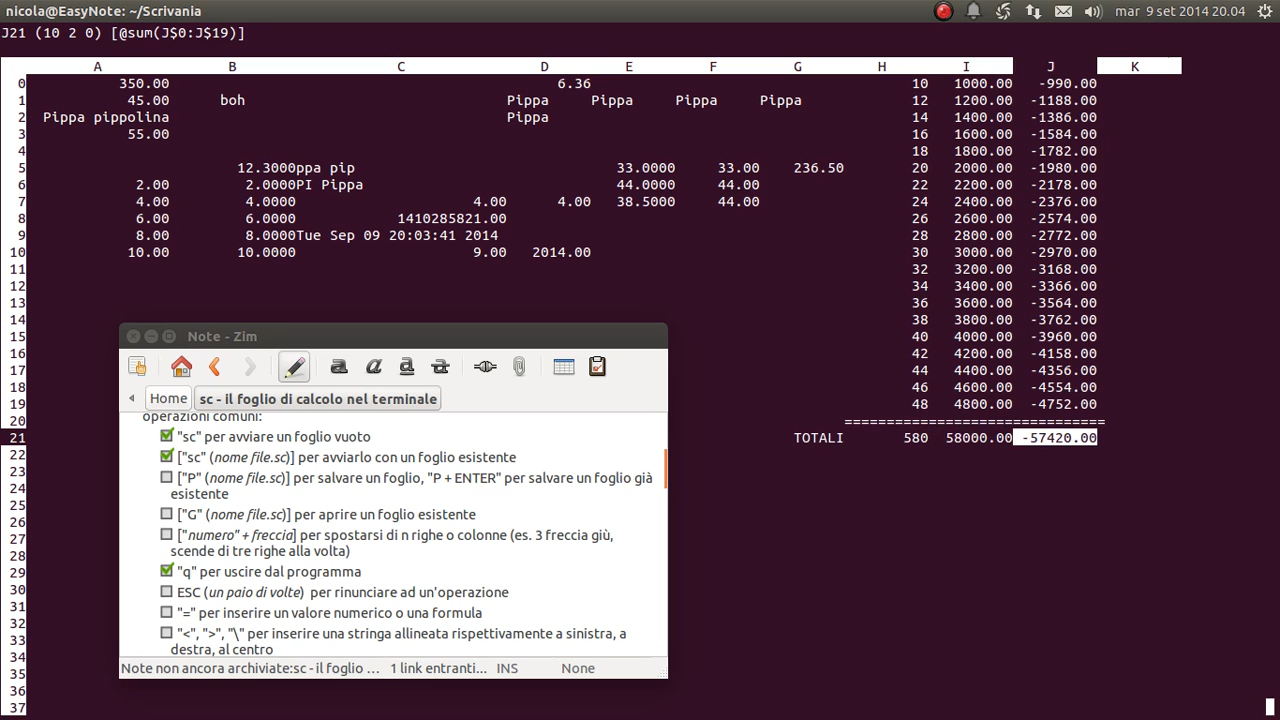 nicola@EasyNote: ~/Scrivania mar 9 set 2014 20.04
J21 (10 2 0) [@sum(J$0:J$19)]
A B C D E F G H I J K
0 350.00 6.36 10 1000.00 -990.00
1 45.00 boh Pippa Pippa Pippa Pippa 12 1200.00 -1188.00
2 Pippa pippolina Pippa 14 1400.00 -1386.00
3 55.00 16 1600.00 -1584.00
4 18 1800.00 -1782.00
5 12.3000ppa pip 33.0000 33.00 236.50 20 2000.00 -1980.00
6 2.00 2.0000PI Pippa 44.0000 44.00 22 2200.00 -2178.00
7 4.00 4.0000 4.00 4.00 38.5000 44.00 24 2400.00 -2376.00
8 6.00 6.0000 1410285821.00 26 2600.00 -2574.00
9 8.00 8.0000Tue Sep 09 20:03:41 2014 28 2800.00 -2772.00
10 10.00 10.0000 9.00 2014.00 30 3000.00 -2970.00
11 32 3200.00 -3168.00
12 34 3400.00 -3366.00
13 36 3600.00 -3564.00
14 38 3800.00 -3762.00
15 40 4000.00 -3960.00
16 42 4200.00 -4158.00
17 44 4400.00 -4356.00
18 46 4600.00 -4554.00
19 48 4800.00 -4752.00
20 ===============================
21 TOTALI 580 58000.00 -57420.00
22
23
24
25
26
27
28
29
30
31
32
33
34
35
36
37
Note - Zim
Home sc - il foglio di calcolo nel terminale
operazioni comuni:
"sc" per avviare un foglio vuoto
["sc" (nome file.sc)] per avviarlo con un foglio esistente
["P" (nome file.sc)] per salvare un foglio, "P + ENTER" per salvare un foglio già
esistente
["G" (nome file.sc)] per aprire un foglio esistente
["numero" + freccia] per spostarsi di n righe o colonne (es. 3 freccia giù,
scende di tre righe alla volta)
"q" per uscire dal programma
ESC (un paio di volte) per rinunciare ad un'operazione
"=" per inserire un valore numerico o una formula
"<", ">", "\" per inserire una stringa allineata rispettivamente a sinistra, a
destra, al centro
Note non ancora archiviate:sc - il foglio ... 1 link entranti... INS None